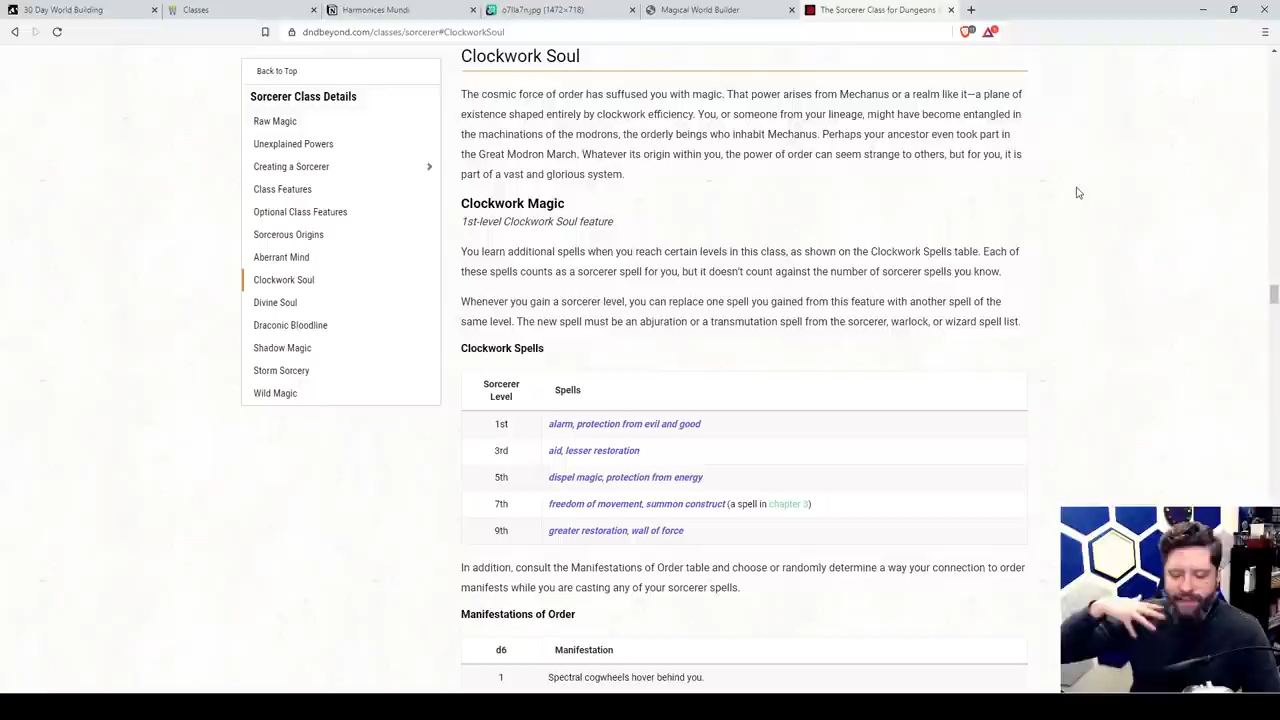 30 Day World Building
Classes
Harmonices Mundi
o7lla7n.jpg (1472×718)
Magical World Builder
The Sorcerer Class for Dungeons
dndbeyond.com/classes/sorcerer#ClockworkSoul
Back to Top
Sorcerer Class Details
Raw Magic
Unexplained Powers
Creating a Sorcerer
Class Features
Optional Class Features
Sorcerous Origins
Aberrant Mind
Clockwork Soul
Divine Soul
Draconic Bloodline
Shadow Magic
Storm Sorcery
Wild Magic
Clockwork Soul
The cosmic force of order has suffused you with magic. That power arises from Mechanus or a realm like it—a plane of
existence shaped entirely by clockwork efficiency. You, or someone from your lineage, might have become entangled in
the machinations of the modrons, the orderly beings who inhabit Mechanus. Perhaps your ancestor even took part in
the Great Modron March. Whatever its origin within you, the power of order can seem strange to others, but for you, it is
part of a vast and glorious system.
Clockwork Magic
1st-level Clockwork Soul feature
You learn additional spells when you reach certain levels in this class, as shown on the Clockwork Spells table. Each of
these spells counts as a sorcerer spell for you, but it doesn't count against the number of sorcerer spells you know.
Whenever you gain a sorcerer level, you can replace one spell you gained from this feature with another spell of the
same level. The new spell must be an abjuration or a transmutation spell from the sorcerer, warlock, or wizard spell list.
Clockwork Spells
Sorcerer
Level
Spells
1st alarm, protection from evil and good
3rd aid, lesser restoration
5th dispel magic, protection from energy
7th freedom of movement, summon construct (a spell in chapter 3)
9th greater restoration, wall of force
In addition, consult the Manifestations of Order table and choose or randomly determine a way your connection to order
manifests while you are casting any of your sorcerer spells.
Manifestations of Order
d6 Manifestation
1 Spectral cogwheels hover behind you.